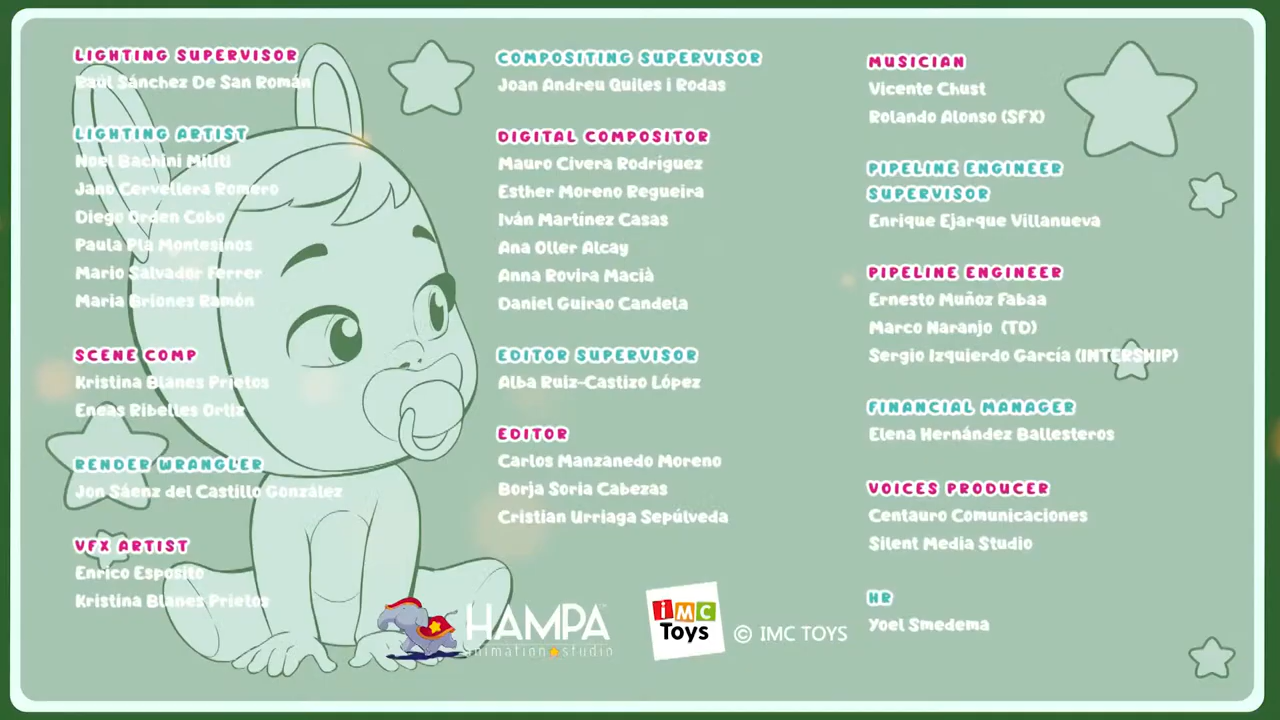 LIGHTING SUPERVISOR
Raúl Sánchez De San Román
LIGHTING ARTIST
Noel Bachini Militi
Jano Cervellera Romero
Diego Orden Cobo
Paula Pla Montesinos
Mario Salvador Ferrer
Maria Briones Ramón
SCENE COMP
Kristina Blanes Prietos
Eneas Ribelles Ortiz
RENDER WRANGLER
Jon Sáenz del Castillo González
VFX ARTIST
Enrico Esposito
Kristina Blanes Prietos
COMPOSITING SUPERVISOR
Joan Andreu Quiles i Rodas
DIGITAL COMPOSITOR
Mauro Civera Rodríguez
Esther Moreno Regueira
Iván Martínez Casas
Ana Oller Alcay
Anna Rovira Macià
Daniel Guirao Candela
EDITOR SUPERVISOR
Alba Ruiz-Castizo López
EDITOR
Carlos Manzanedo Moreno
Borja Soria Cabezas
Cristian Urriaga Sepúlveda
MUSICIAN
Vicente Chust
Rolando Alonso (SFX)
PIPELINE ENGINEER
SUPERVISOR
Enrique Ejarque Villanueva
PIPELINE ENGINEER
Ernesto Muñoz Fabaa
Marco Naranjo (TD)
Sergio Izquierdo García (INTERSHIP)
FINANCIAL MANAGER
Elena Hernández Ballesteros
VOICES PRODUCER
Centauro Comunicaciones
Silent Media Studio
HR
Yoel Smedema
HAMPA
animation studio
iMC
Toys
© IMC TOYS